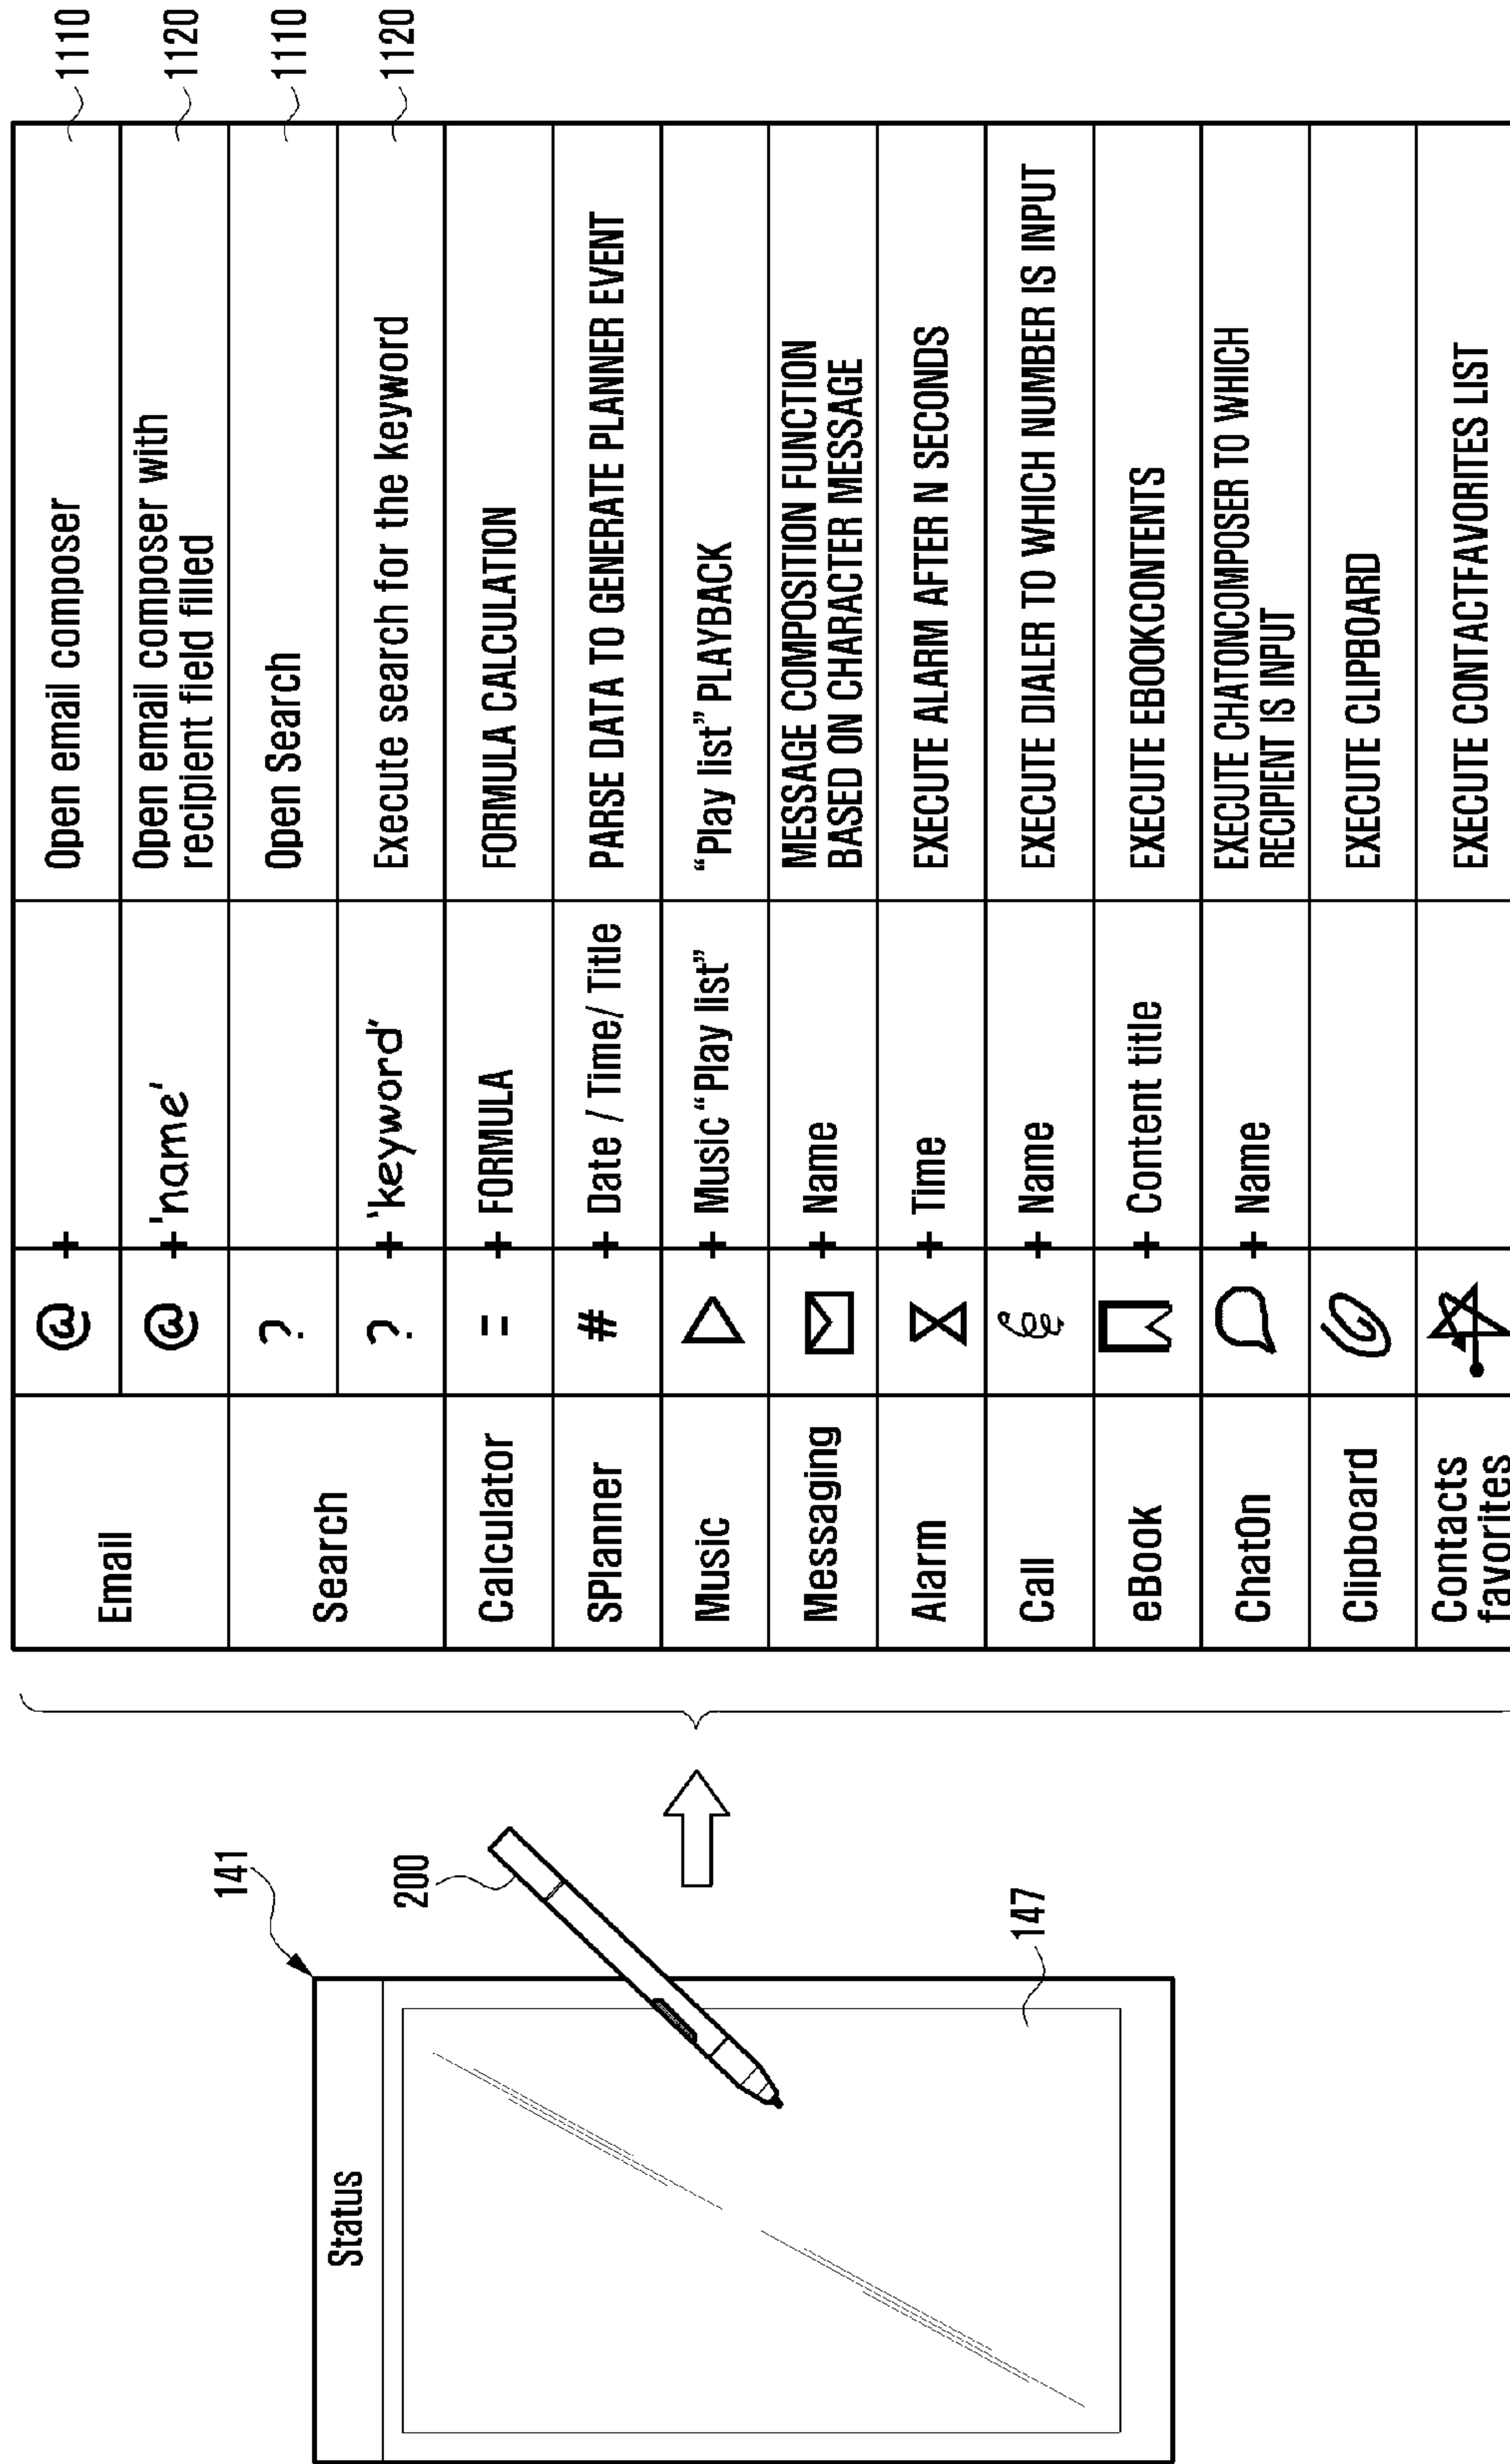 141
Status
200
147
Email
@ +
Open email composer
1110
@ + 'name'
Open email composer with
recipient field filled
1120
Search
?
Open Search
1110
? + 'keyword'
Execute search for the keyword
1120
Calculator
= + FORMULA
FORMULA CALCULATION
SPlanner
# + Date / Time/ Title
PARSE DATA TO GENERATE PLANNER EVENT
Music
+ Music “Play list”
“Play list” PLAYBACK
Messaging
+ Name
MESSAGE COMPOSITION FUNCTION
BASED ON CHARACTER MESSAGE
Alarm
+ Time
EXECUTE ALARM AFTER N SECONDS
Call
+ Name
EXECUTE DIALER TO WHICH NUMBER IS INPUT
eBook
+ Content title
EXECUTE EBOOKCONTENTS
ChatOn
+ Name
EXECUTE CHATONCOMPOSER TO WHICH
RECIPIENT IS INPUT
Clipboard
EXECUTE CLIPBOARD
Contacts
favorites
EXECUTE CONTACTFAVORITES LIST